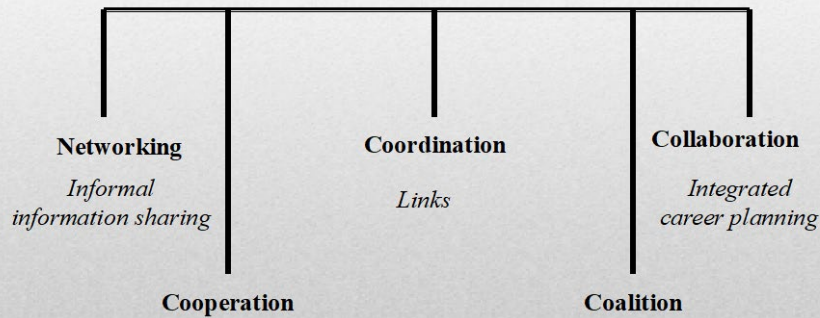 Networking
Informal
information sharing
Cooperation
Coordination
Links
Coalition
Collaboration
Integrated
career planning